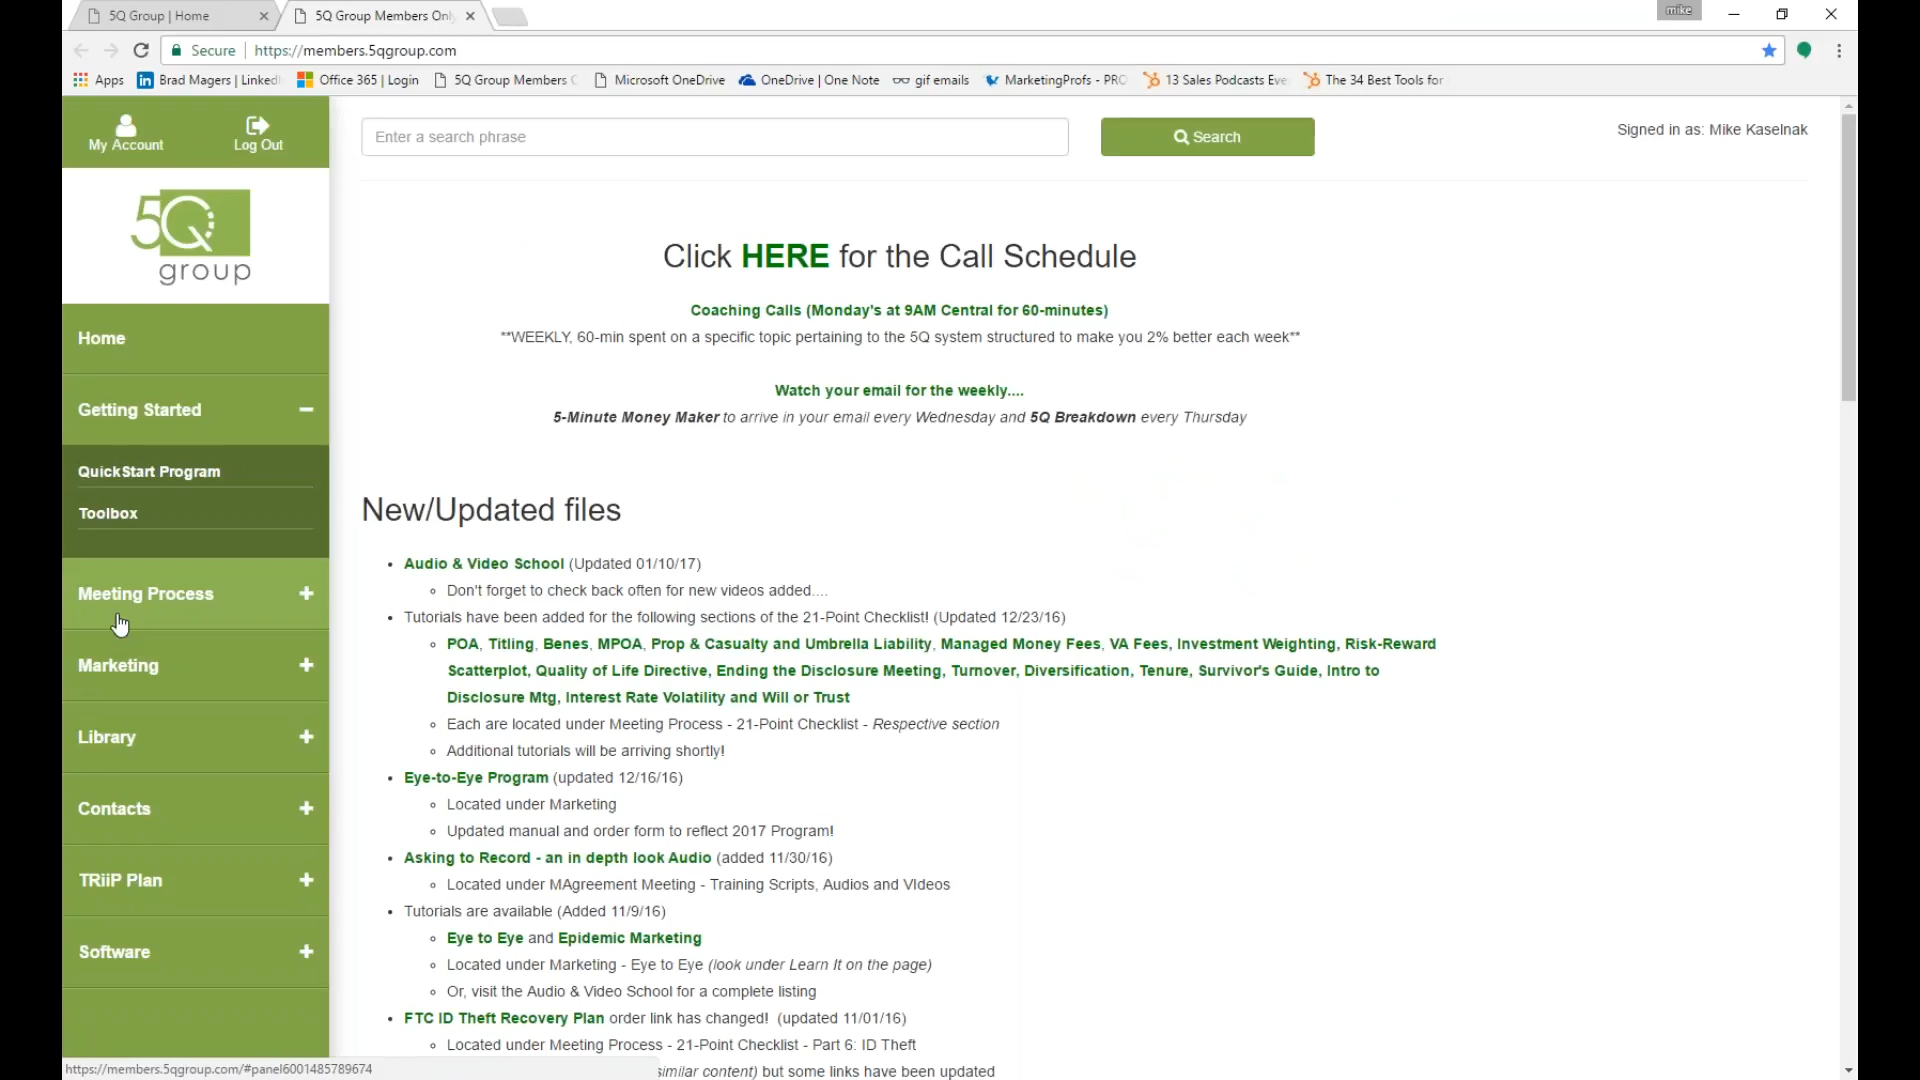 5Q Group | Home
5Q Group Members Onl
mike
Secure
https://members.5qgroup.com
Apps
Brad Magers | Linked
Office 365 | Login
5Q Group Members
Microsoft OneDrive
OneDrive | One Note
gif emails
MarketingProfs - PRO
13 Sales Podcasts Eve
The 34 Best Tools for
My Account
Log Out
Enter a search phrase
Search
Signed in as: Mike Kaselnak
5Q
group
Home
Getting Started
QuickStart Program
Toolbox
Meeting Process
Marketing
Library
Contacts
TRiiP Plan
Software
Click HERE for the Call Schedule
Coaching Calls (Monday's at 9AM Central for 60-minutes)
**WEEKLY, 60-min spent on a specific topic pertaining to the 5Q system structured to make you 2% better each week**
Watch your email for the weekly....
5-Minute Money Maker to arrive in your email every Wednesday and 5Q Breakdown every Thursday
New/Updated files
Audio & Video School (Updated 01/10/17)
Don't forget to check back often for new videos added....
Tutorials have been added for the following sections of the 21-Point Checklist! (Updated 12/23/16)
POA, Titling, Benes, MPOA, Prop & Casualty and Umbrella Liability, Managed Money Fees, VA Fees, Investment Weighting, Risk-Reward
Scatterplot, Quality of Life Directive, Ending the Disclosure Meeting, Turnover, Diversification, Tenure, Survivor's Guide, Intro to
Disclosure Mtg, Interest Rate Volatility and Will or Trust
Each are located under Meeting Process - 21-Point Checklist - Respective section
Additional tutorials will be arriving shortly!
Eye-to-Eye Program (updated 12/16/16)
Located under Marketing
Updated manual and order form to reflect 2017 Program!
Asking to Record - an in depth look Audio (added 11/30/16)
Located under MAgreement Meeting - Training Scripts, Audios and VIdeos
Tutorials are available (Added 11/9/16)
Eye to Eye and Epidemic Marketing
Located under Marketing - Eye to Eye (look under Learn It on the page)
Or, visit the Audio & Video School for a complete listing
FTC ID Theft Recovery Plan order link has changed! (updated 11/01/16)
Located under Meeting Process - 21-Point Checklist - Part 6: ID Theft
similar content) but some links have been updated
https://members.5qgroup.com/#panel6001485789674